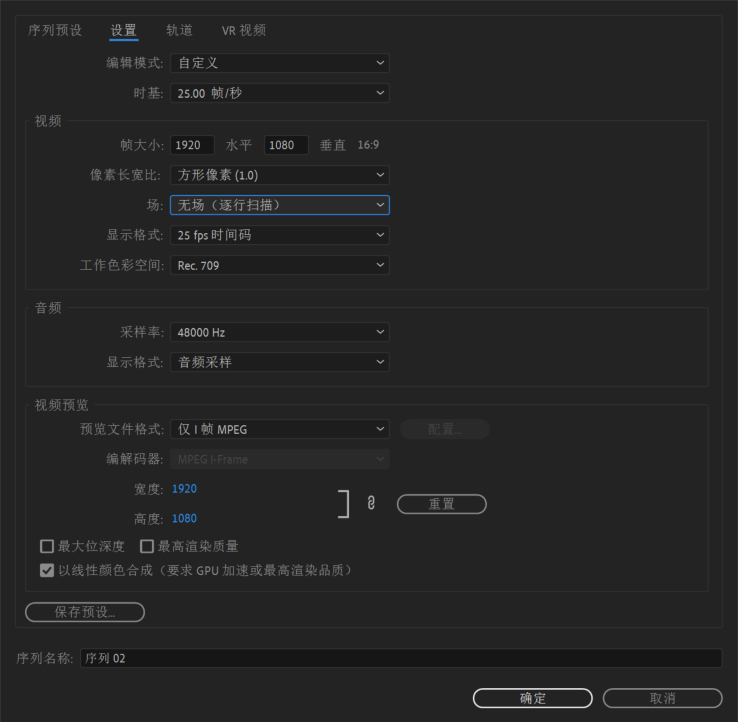 序列预设 设置 轨道 VR 视频
编辑模式: 自定义
时基: 25.00 帧/秒
视频
帧大小: 1920 水平 1080 垂直 16:9
像素长宽比: 方形像素 (1.0)
场: 无场（逐行扫描）
显示格式: 25 fps 时间码
工作色彩空间: Rec. 709
音频
采样率: 48000 Hz
显示格式: 音频采样
视频预览
预览文件格式: 仅 I 帧 MPEG 配置...
编解码器: MPEG I-Frame
宽度: 1920
高度: 1080
重置
最大位深度 最高渲染质量
以线性颜色合成（要求 GPU 加速或最高渲染品质）
保存预设...
序列名称: 序列 02
确定 取消